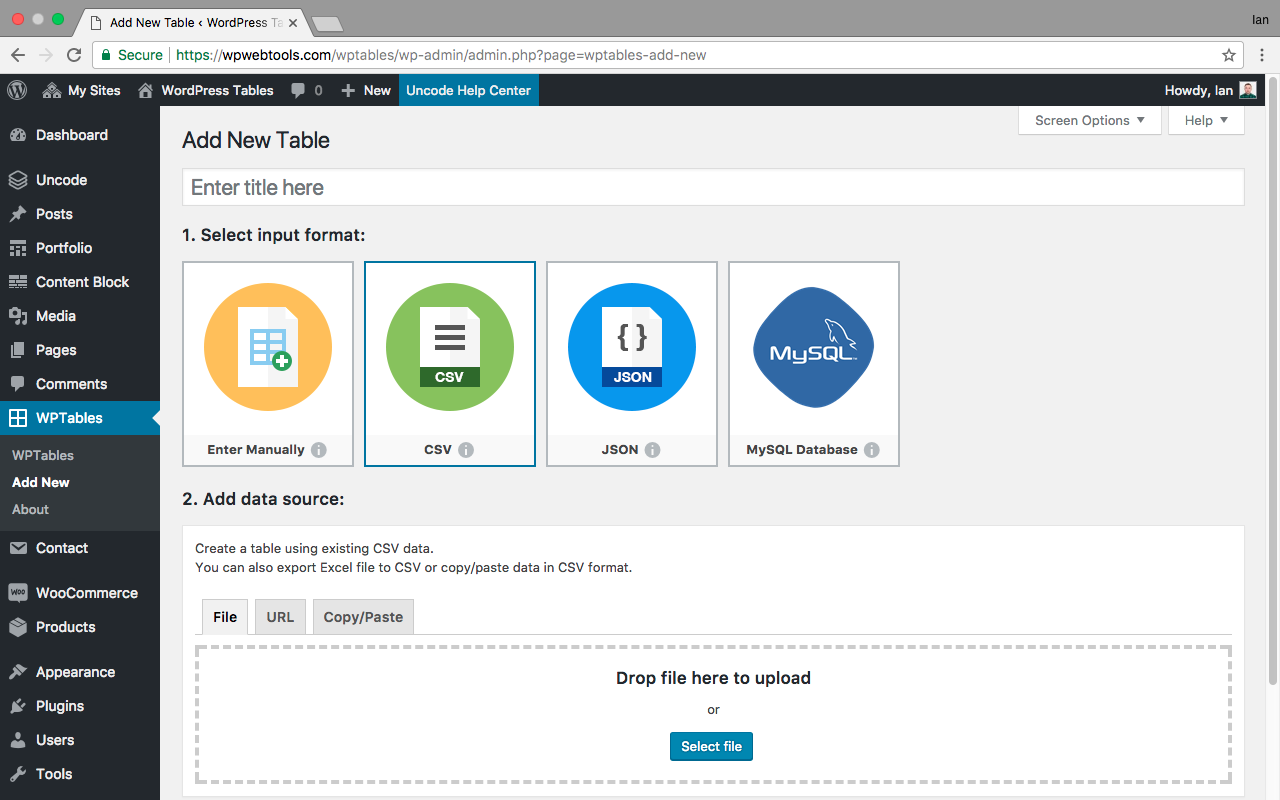 Add New Table ‹ WordPress Ta
Ian
Secure
https://wpwebtools.com/wptables/wp-admin/admin.php?page=wptables-add-new
My Sites
WordPress Tables
0
New
Uncode Help Center
Howdy, Ian
Dashboard
Uncode
Posts
Portfolio
Content Block
Media
Pages
Comments
WPTables
WPTables
Add New
About
Contact
WOO
WooCommerce
Products
Appearance
Plugins
Users
Tools
Screen Options
Help
Add New Table
Enter title here
1. Select input format:
CSV
{ }
JSON
MySQL
Enter Manually
CSV
JSON
MySQL Database
2. Add data source:
Create a table using existing CSV data.
You can also export Excel file to CSV or copy/paste data in CSV format.
File
URL
Copy/Paste
Drop file here to upload
or
Select file